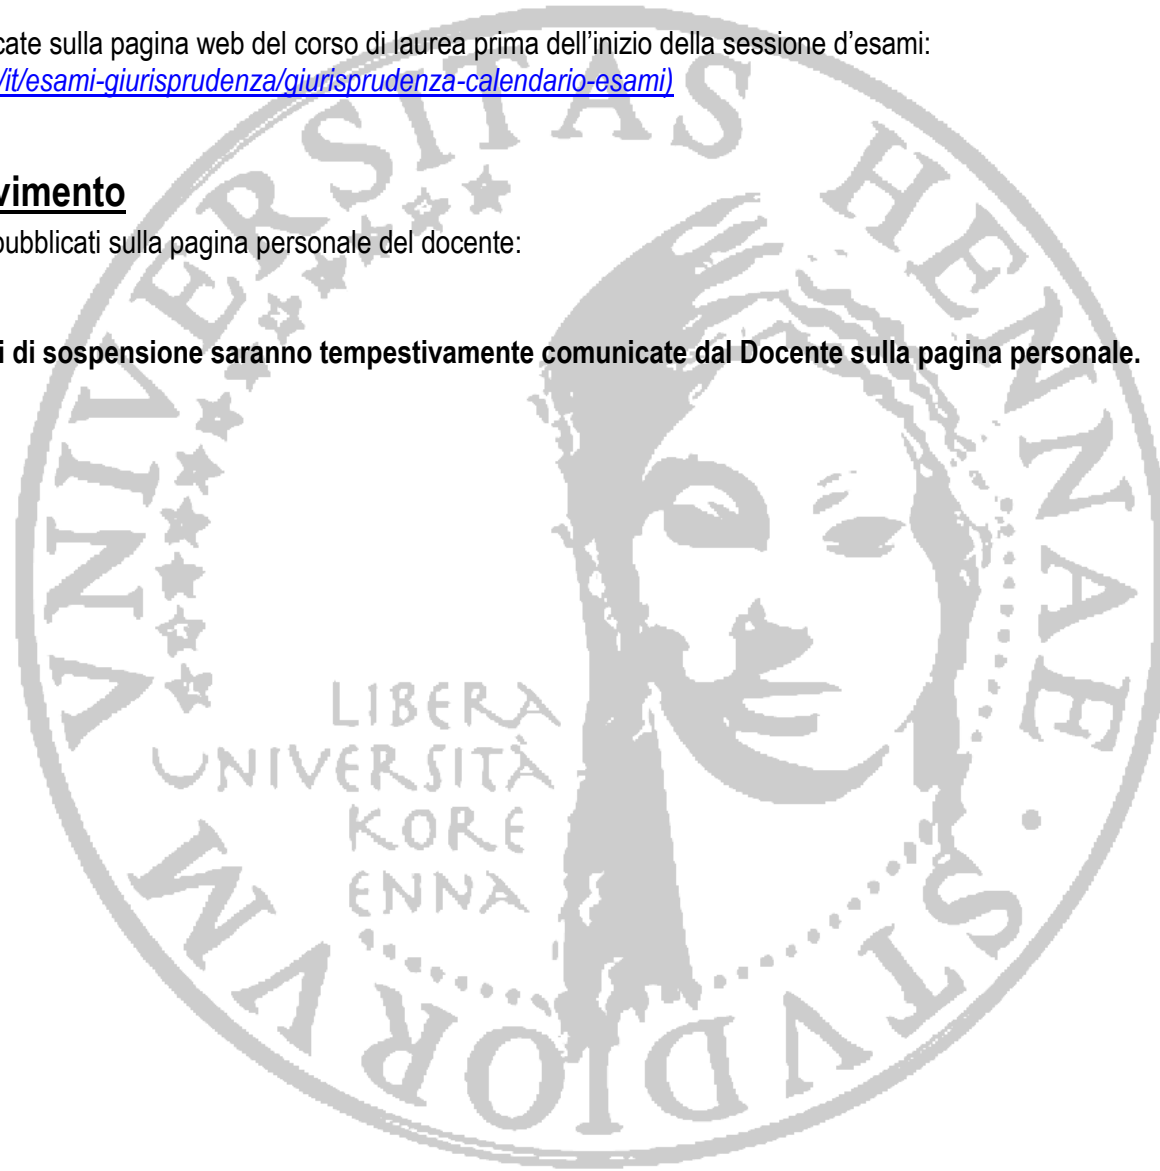 cate sulla pagina web del corso di laurea prima dell’inizio della sessione d’esami:
/it/esami-giurisprudenza/giurisprudenza-calendario-esami)
vimento
pubblicati sulla pagina personale del docente:
i di sospensione saranno tempestivamente comunicate dal Docente sulla pagina personale.
VNIVERSITAS HENNAE • STVDIORVM
LIBERA
UNIVERSITÀ
KORE
ENNA